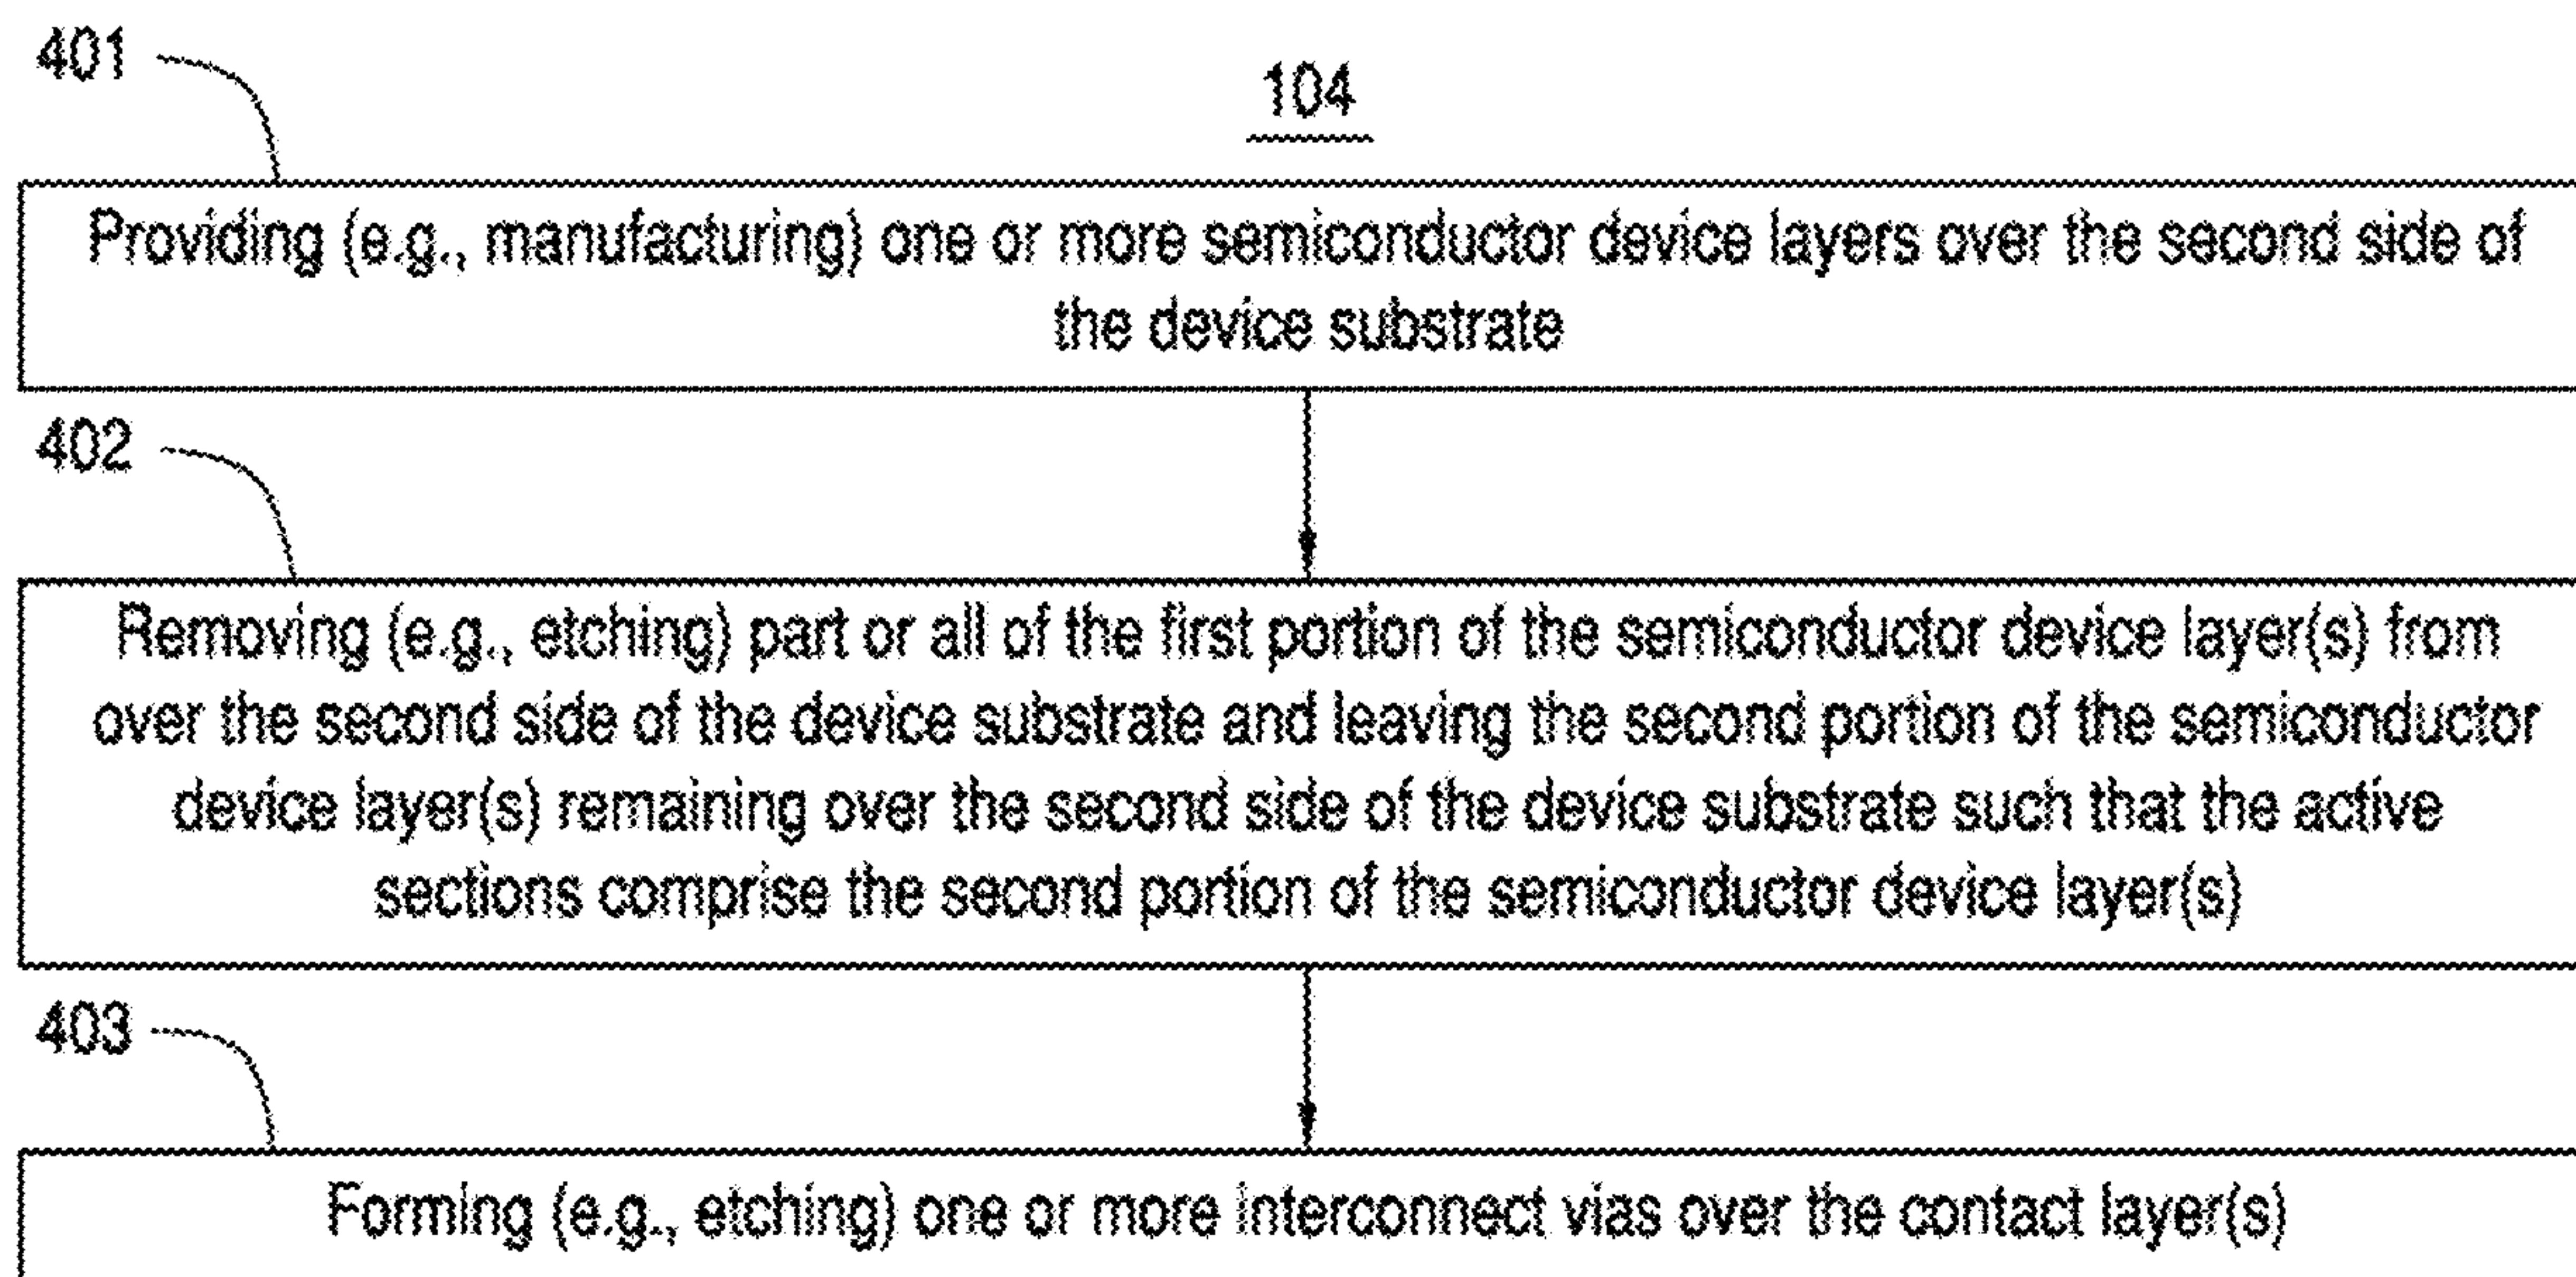 401
104
Providing (e.g., manufacturing) one or more semiconductor device layers over the second side of
the device substrate
402
Removing (e.g., etching) part or all of the first portion of the semiconductor device layer(s) from
over the second side of the device substrate and leaving the second portion of the semiconductor
device layer(s) remaining over the second side of the device substrate such that the active
sections comprise the second portion of the semiconductor device layer(s)
403
Forming (e.g., etching) one or more interconnect vias over the contact layer(s)